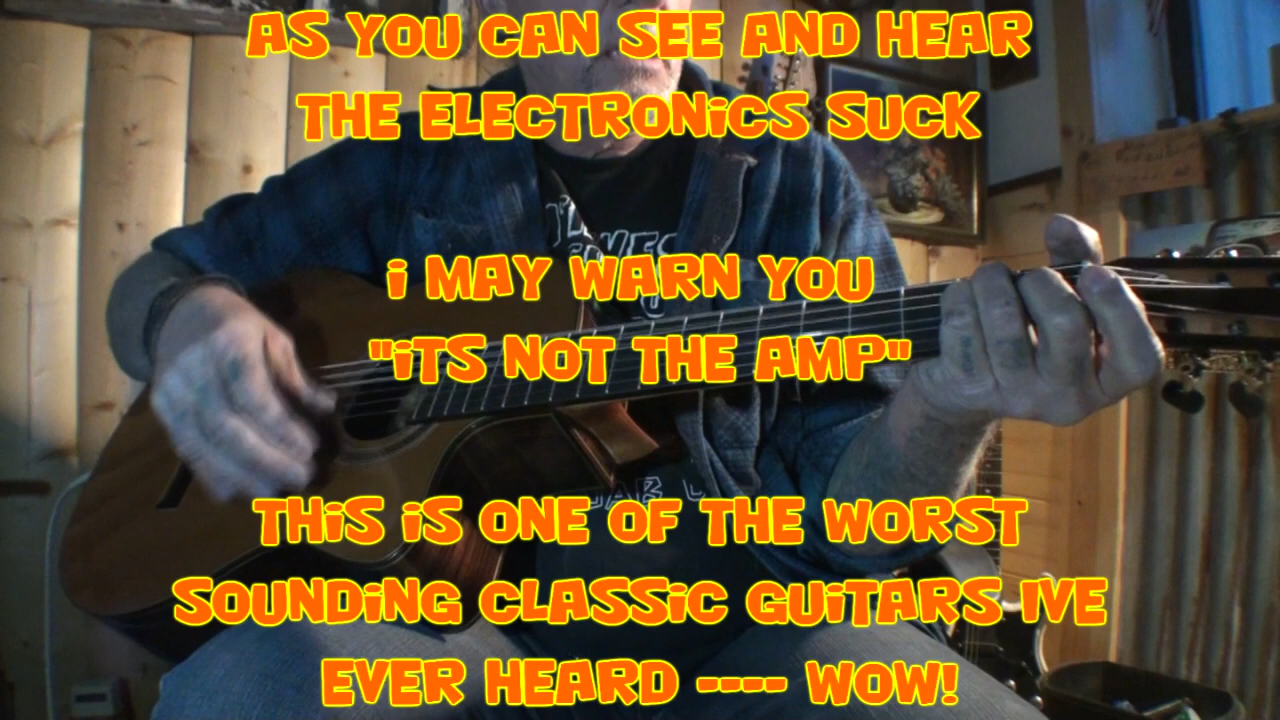 AS YOU CAN SEE AND HEAR
THE ELECTRONiCS SUCK
i MAY WARN YOU
"iTS NOT THE AMP"
THiS iS ONE OF THE WORST
SOUNDiNG CLASSiC GUiTARS IVE
EVER HEARD ---- WOW!